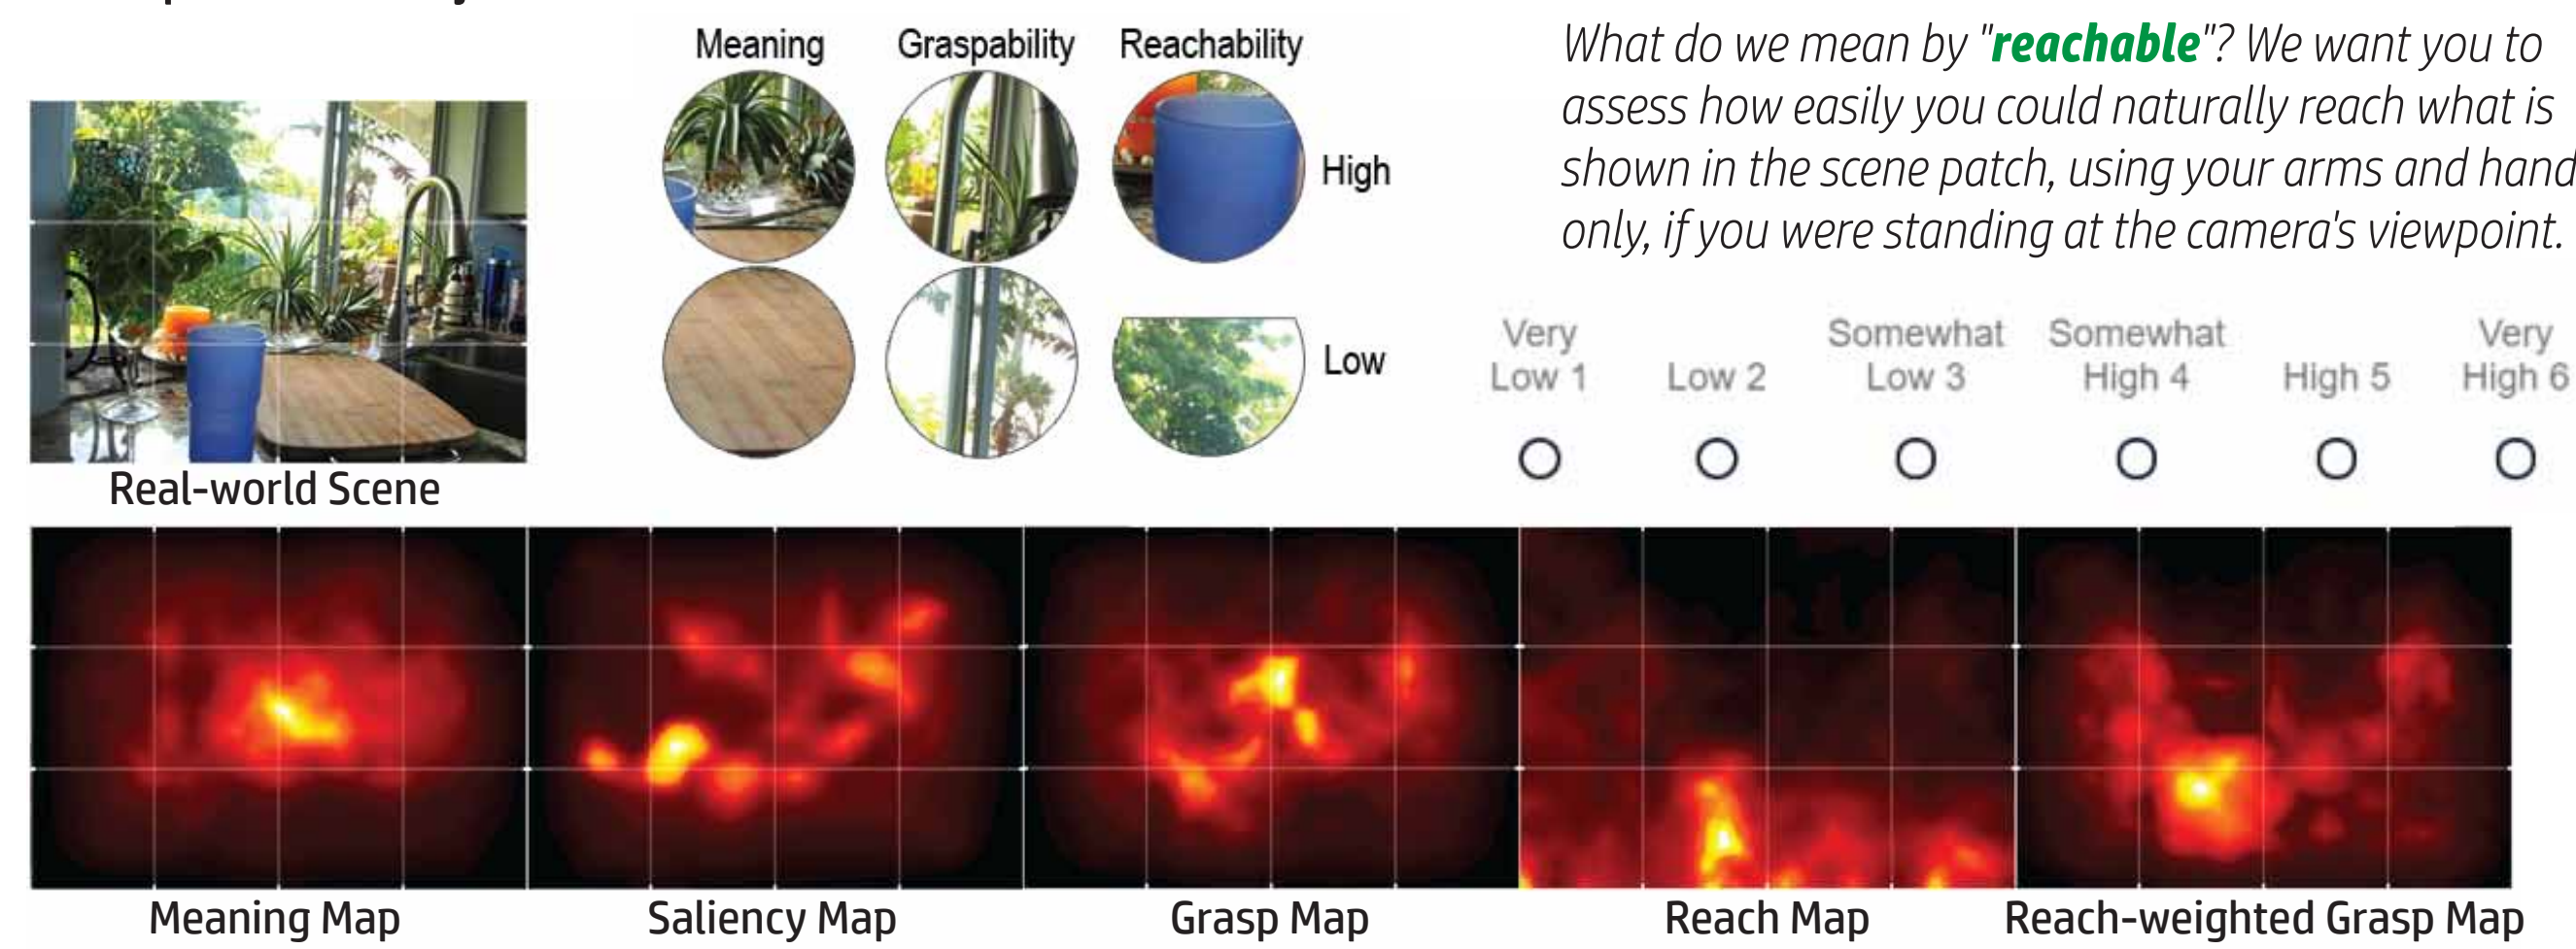 Meaning Graspability Reachability
High
Low
What do we mean by "reachable"? We want you to
assess how easily you could naturally reach what is
shown in the scene patch, using your arms and hand
only, if you were standing at the camera's viewpoint.
Very Low 1
Low 2
Somewhat Low 3
Somewhat High 4
High 5
Very High 6
Real-world Scene
Meaning Map
Saliency Map
Grasp Map
Reach Map
Reach-weighted Grasp Map